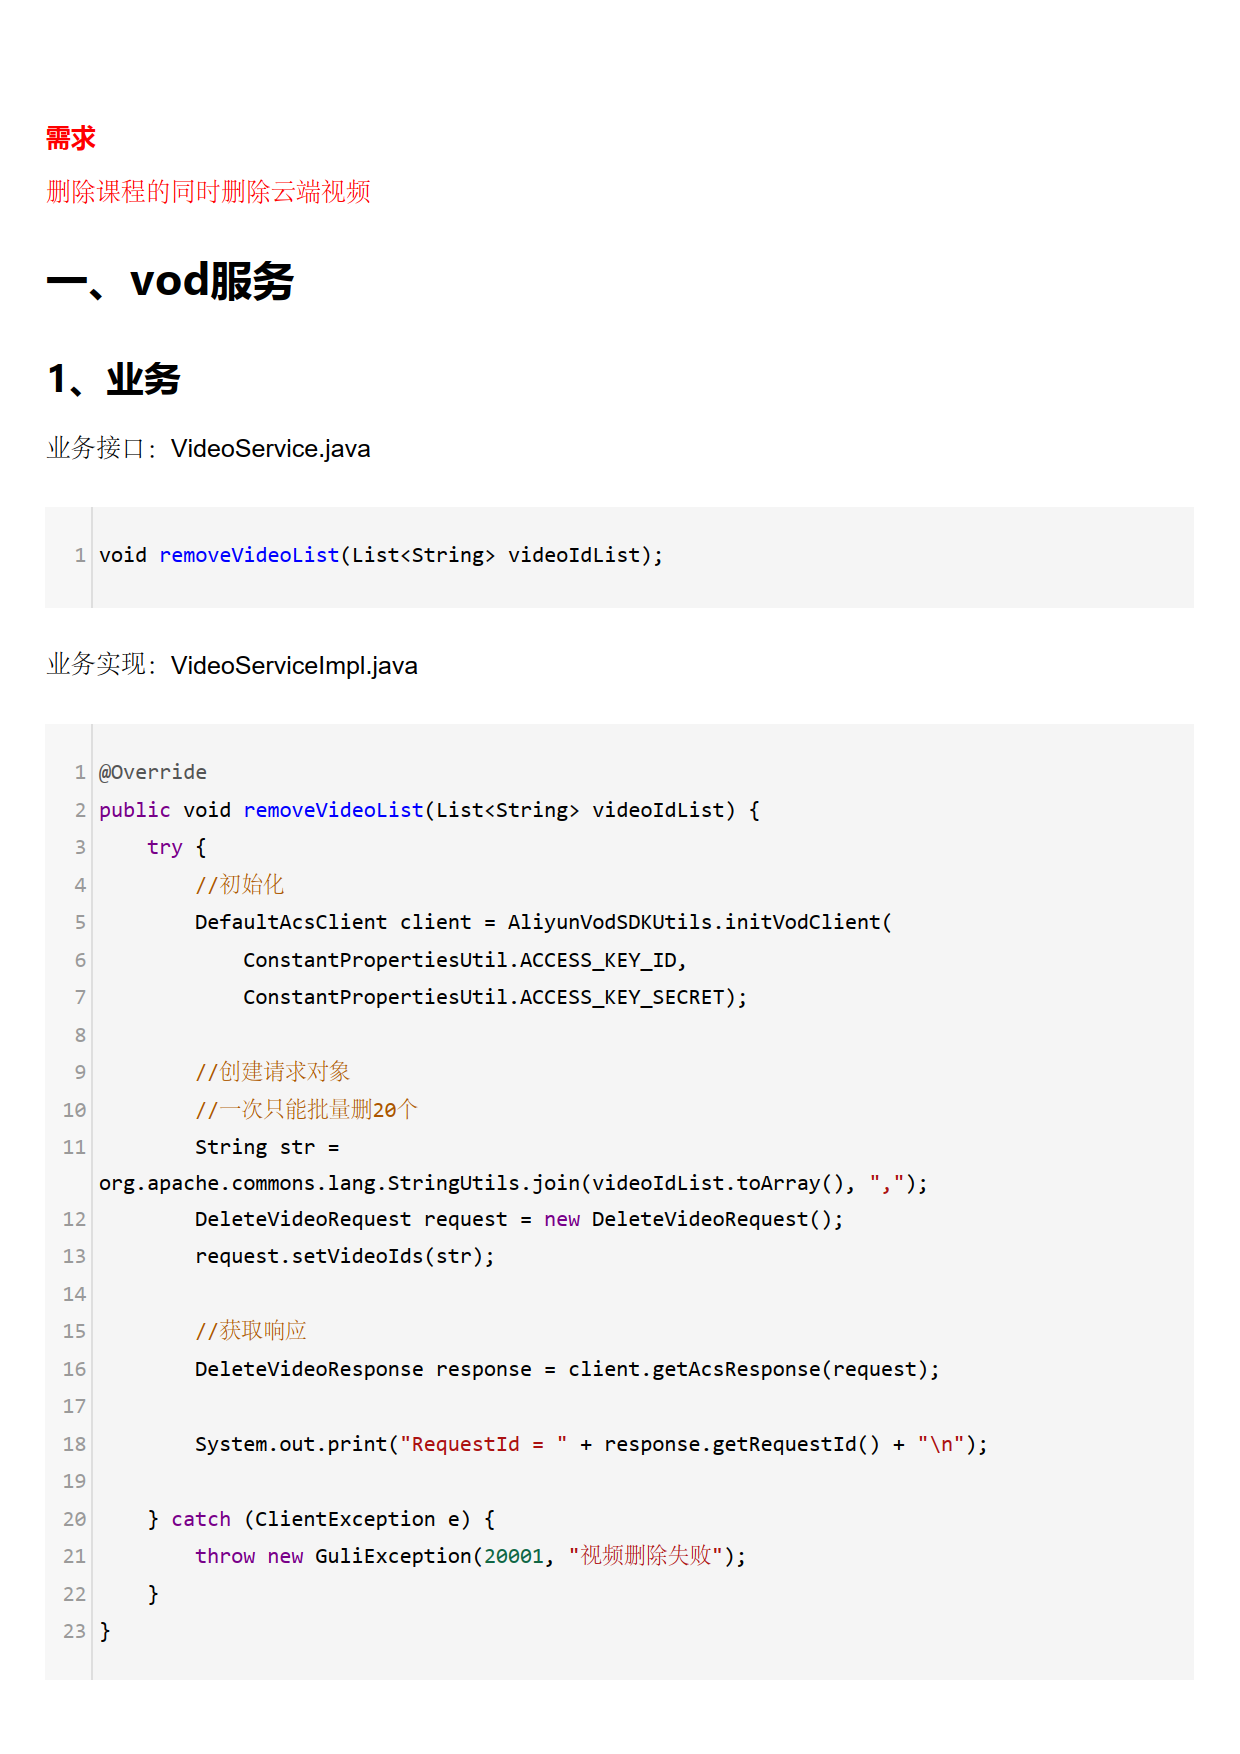 需求
删除课程的同时删除云端视频
一、vod服务
1、业务
业务接口：VideoService.java
1 void removeVideoList(List<String> videoIdList);
业务实现：VideoServiceImpl.java
1 @Override
2 public void removeVideoList(List<String> videoIdList) {
3     try {
4         //初始化
5         DefaultAcsClient client = AliyunVodSDKUtils.initVodClient(
6             ConstantPropertiesUtil.ACCESS_KEY_ID,
7             ConstantPropertiesUtil.ACCESS_KEY_SECRET);
8
9         //创建请求对象
10         //一次只能批量删20个
11         String str =
org.apache.commons.lang.StringUtils.join(videoIdList.toArray(), ",");
12         DeleteVideoRequest request = new DeleteVideoRequest();
13         request.setVideoIds(str);
14
15         //获取响应
16         DeleteVideoResponse response = client.getAcsResponse(request);
17
18         System.out.print("RequestId = " + response.getRequestId() + "\n");
19
20     } catch (ClientException e) {
21         throw new GuliException(20001, "视频删除失败");
22     }
23 }